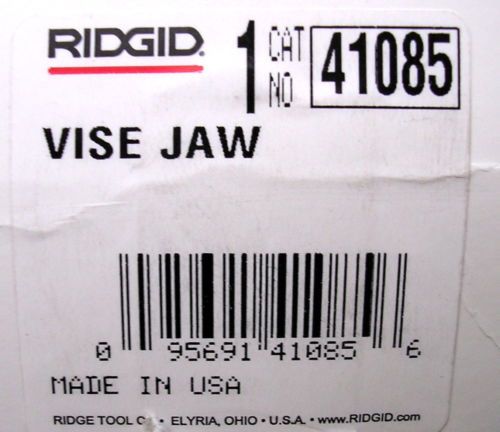 RIDGID. 1 CAT NO 41085
VISE JAW
0 95691 41085 6
MADE IN USA
RIDGE TOOL • ELYRIA, OHIO • U.S.A. • www.RIDGID.com